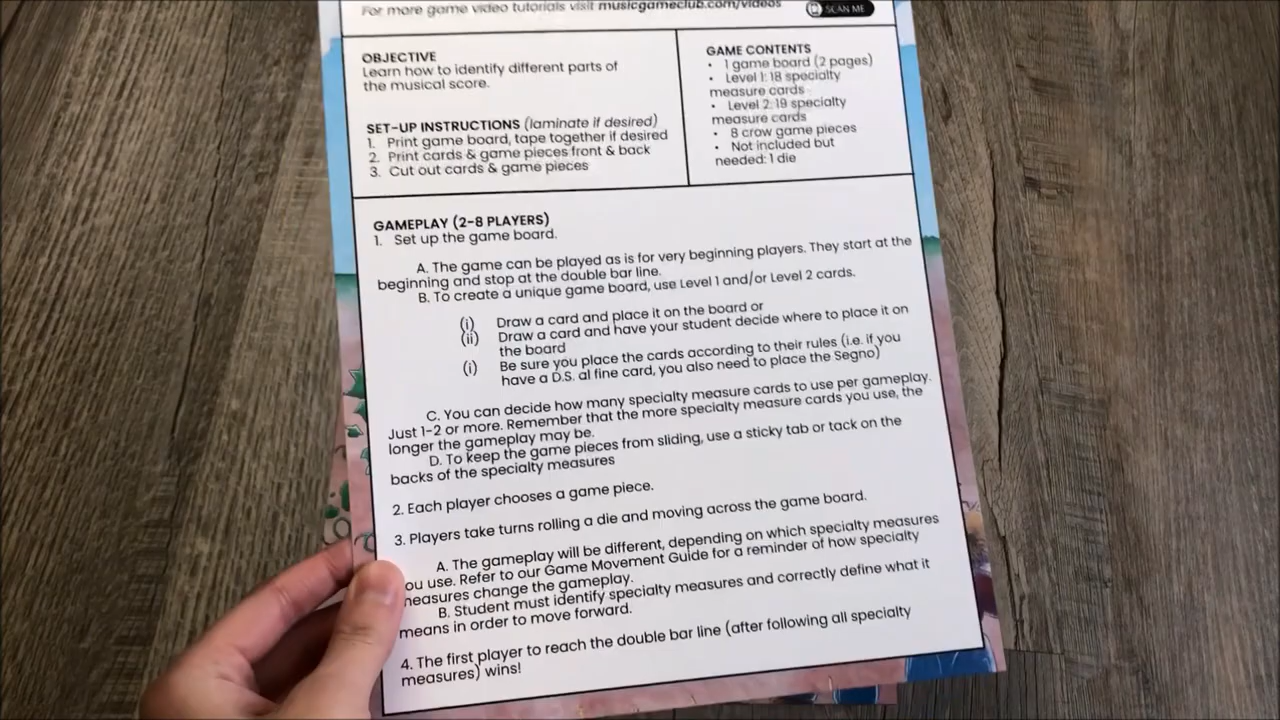 For more game video tutorials visit musicgameclub.com/videos
SCAN ME
OBJECTIVE
Learn how to identify different parts of
the musical score.
SET-UP INSTRUCTIONS (laminate if desired)
1. Print game board, tape together if desired
2. Print cards & game pieces front & back
3. Cut out cards & game pieces
GAME CONTENTS
• 1 game board (2 pages)
• Level 1: 18 specialty
measure cards
• Level 2: 19 specialty
measure cards
• 8 crow game pieces
• Not included but
needed: 1 die
GAMEPLAY (2-8 PLAYERS)
1. Set up the game board.
A. The game can be played as is for very beginning players. They start at the
beginning and stop at the double bar line.
B. To create a unique game board, use Level 1 and/or Level 2 cards.
(i) Draw a card and place it on the board or
(ii) Draw a card and have your student decide where to place it on
the board
(i) Be sure you place the cards according to their rules (i.e. if you
have a D.S. al fine card, you also need to place the Segno)
C. You can decide how many specialty measure cards to use per gameplay.
Just 1-2 or more. Remember that the more specialty measure cards you use, the
longer the gameplay may be.
D. To keep the game pieces from sliding, use a sticky tab or tack on the
backs of the specialty measures
2. Each player chooses a game piece.
3. Players take turns rolling a die and moving across the game board.
A. The gameplay will be different, depending on which specialty measures
ou use. Refer to our Game Movement Guide for a reminder of how specialty
measures change the gameplay.
B. Student must identify specialty measures and correctly define what it
means in order to move forward.
4. The first player to reach the double bar line (after following all specialty
measures) wins!